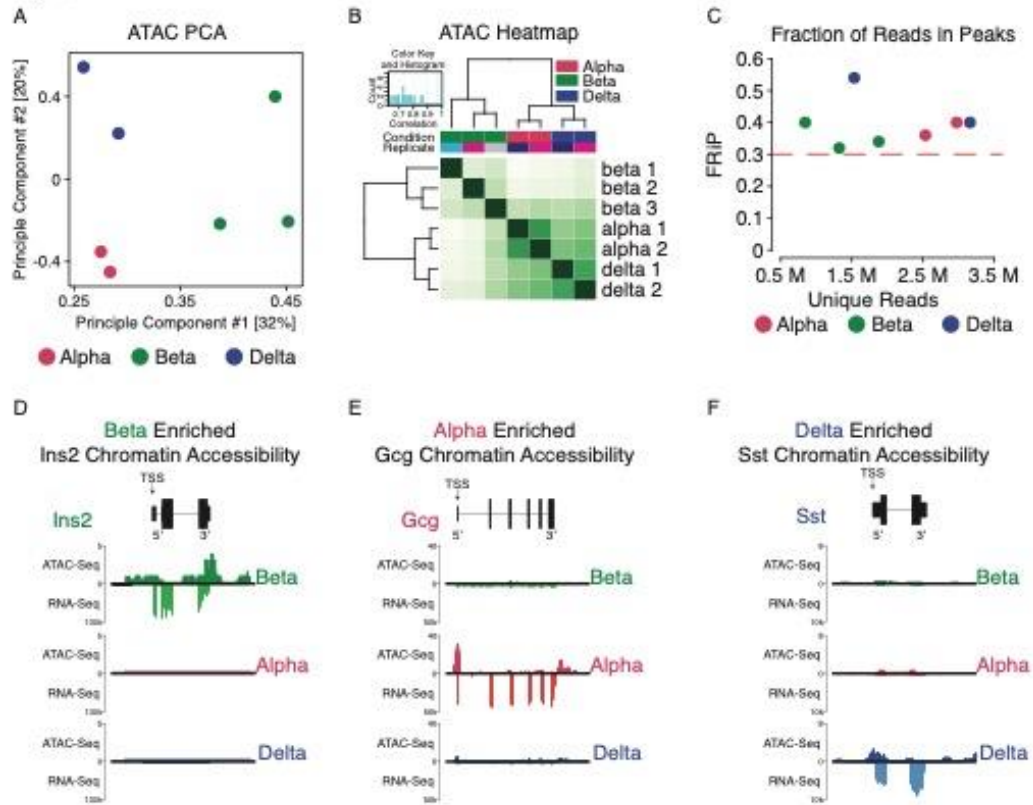 A
ATAC PCA
Principle Component #2 [20%]
0.4
0
-0.4
0.25
0.35
0.45
Principle Component #1 [32%]
Alpha
Beta
Delta
B
ATAC Heatmap
Color Key
and Histogram
Count
0.7 0.8 0.9 1
Correlation
Alpha
Beta
Delta
Condition
Replicate
beta 1
beta 2
beta 3
alpha 1
alpha 2
delta 1
delta 2
C
Fraction of Reads in Peaks
FRiP
0.6
0.5
0.4
0.3
0.2
0.1
0
0.5 M
1.5 M
2.5 M
3.5 M
Unique Reads
Alpha
Beta
Delta
D
Beta Enriched
Ins2 Chromatin Accessibility
TSS
Ins2
5'
3'
ATAC-Seq
RNA-Seq
Beta
ATAC-Seq
RNA-Seq
Alpha
ATAC-Seq
RNA-Seq
Delta
E
Alpha Enriched
Gcg Chromatin Accessibility
TSS
Gcg
5'
3'
ATAC-Seq
RNA-Seq
Beta
ATAC-Seq
RNA-Seq
Alpha
ATAC-Seq
RNA-Seq
Delta
F
Delta Enriched
Sst Chromatin Accessibility
TSS
Sst
5'
3'
ATAC-Seq
RNA-Seq
Beta
ATAC-Seq
RNA-Seq
Alpha
ATAC-Seq
RNA-Seq
Delta